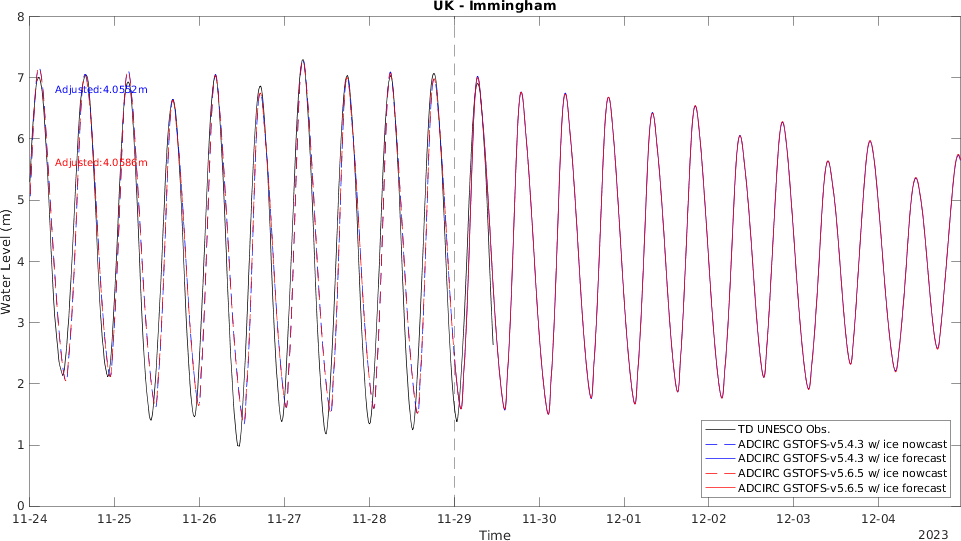 UK - Immingham
8
7
6
5
4
3
2
1
0
Water Level (m)
Adjusted:4.0552m
Adjusted:4.0586m
TD UNESCO Obs.
ADCIRC GSTOFS-v5.4.3 w/ ice nowcast
ADCIRC GSTOFS-v5.4.3 w/ ice forecast
ADCIRC GSTOFS-v5.6.5 w/ ice nowcast
ADCIRC GSTOFS-v5.6.5 w/ ice forecast
11-24 11-25 11-26 11-27 11-28 11-29 11-30 12-01 12-02 12-03 12-04
Time
2023